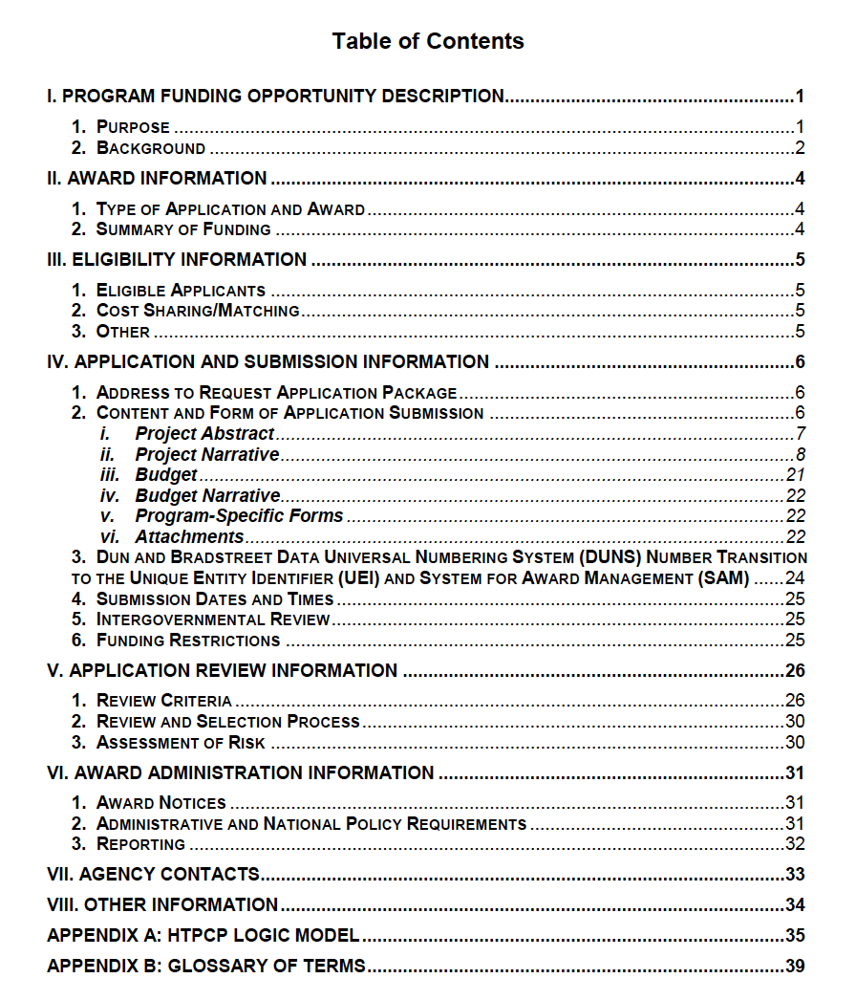 Table of Contents
I. PROGRAM FUNDING OPPORTUNITY DESCRIPTION..........................................................1
1. PURPOSE ..........................................................................................................................1
2. BACKGROUND ...................................................................................................................2
II. AWARD INFORMATION ........................................................................................................4
1. TYPE OF APPLICATION AND AWARD....................................................................................4
2. SUMMARY OF FUNDING ......................................................................................................4
III. ELIGIBILITY INFORMATION ................................................................................................5
1. ELIGIBLE APPLICANTS .......................................................................................................5
2. COST SHARING/MATCHING.................................................................................................5
3. OTHER ..............................................................................................................................5
IV. APPLICATION AND SUBMISSION INFORMATION ............................................................6
1. ADDRESS TO REQUEST APPLICATION PACKAGE..................................................................6
2. CONTENT AND FORM OF APPLICATION SUBMISSION ............................................................6
i. Project Abstract.......................................................................................................7
ii. Project Narrative......................................................................................................8
iii. Budget....................................................................................................................21
iv. Budget Narrative....................................................................................................22
v. Program-Specific Forms .......................................................................................22
vi. Attachments...........................................................................................................22
3. DUN AND BRADSTREET DATA UNIVERSAL NUMBERING SYSTEM (DUNS) NUMBER TRANSITION
TO THE UNIQUE ENTITY IDENTIFIER (UEI) AND SYSTEM FOR AWARD MANAGEMENT (SAM) ......24
4. SUBMISSION DATES AND TIMES ........................................................................................25
5. INTERGOVERNMENTAL REVIEW.........................................................................................25
6. FUNDING RESTRICTIONS ..................................................................................................25
V. APPLICATION REVIEW INFORMATION ............................................................................26
1. REVIEW CRITERIA ............................................................................................................26
2. REVIEW AND SELECTION PROCESS...................................................................................30
3. ASSESSMENT OF RISK .....................................................................................................30
VI. AWARD ADMINISTRATION INFORMATION .....................................................................31
1. AWARD NOTICES .............................................................................................................31
2. ADMINISTRATIVE AND NATIONAL POLICY REQUIREMENTS ..................................................31
3. REPORTING .....................................................................................................................32
VII. AGENCY CONTACTS........................................................................................................33
VIII. OTHER INFORMATION....................................................................................................34
APPENDIX A: HTPCP LOGIC MODEL....................................................................................35
APPENDIX B: GLOSSARY OF TERMS...................................................................................39